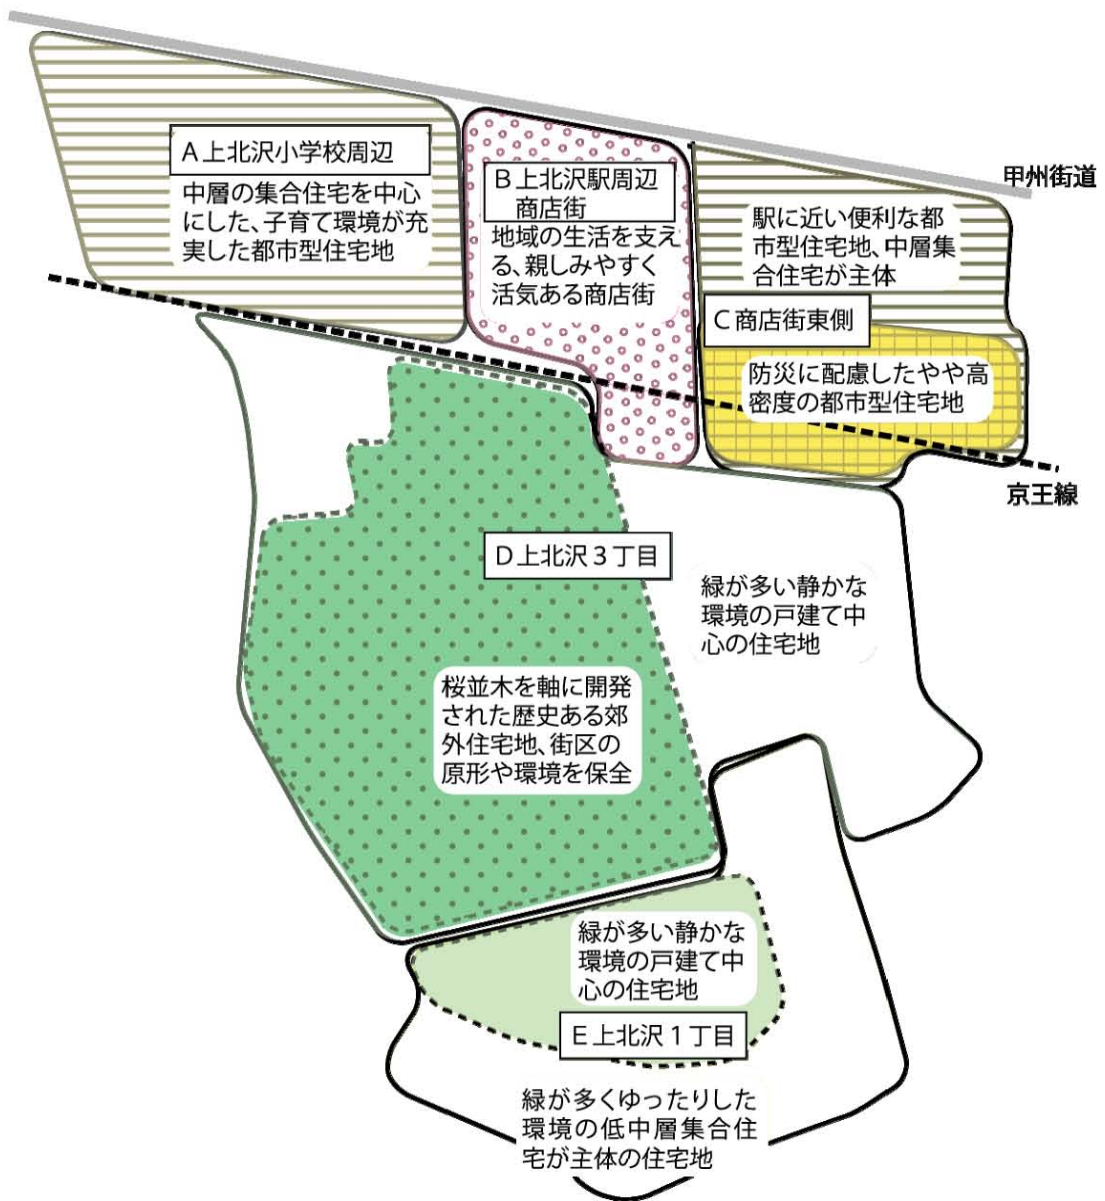 甲州街道
A 上北沢小学校周辺
中層の集合住宅を中心
にした、子育て環境が充
実した都市型住宅地
B 上北沢駅周辺
商店街
地域の生活を支え
る、親しみやすく
活気ある商店街
駅に近い便利な都
市型住宅地、中層集
合住宅が主体
C 商店街東側
防災に配慮したやや高
密度の都市型住宅地
京王線
D 上北沢3丁目
緑が多い静かな
環境の戸建て中
心の住宅地
桜並木を軸に開発
された歴史ある郊
外住宅地、街区の
原形や環境を保全
緑が多い静かな
環境の戸建て中
心の住宅地
E 上北沢1丁目
緑が多くゆったりした
環境の低中層集合住
宅が主体の住宅地